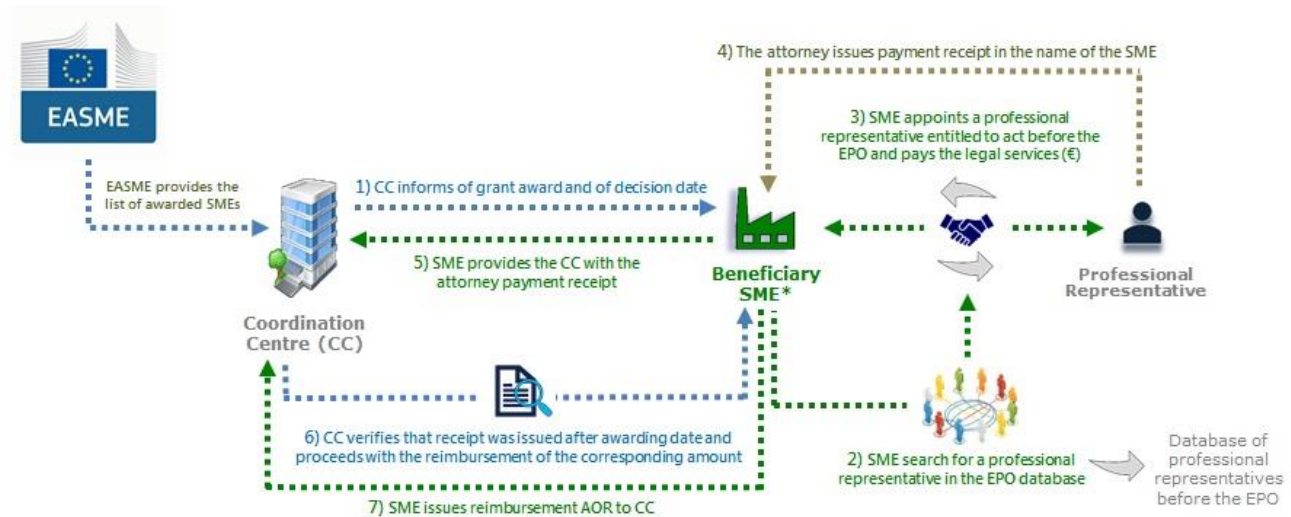 EASME
EASME provides the
list of awarded SMEs
Coordination
Centre (CC)
1) CC informs of grant award and of decision date
5) SME provides the CC with the
attorney payment receipt
Beneficiary
SME*
4) The attorney issues payment receipt in the name of the SME
3) SME appoints a professional
representative entitled to act before the
EPO and pays the legal services (€)
Professional
Representative
6) CC verifies that receipt was issued after awarding date and
proceeds with the reimbursement of the corresponding amount
7) SME issues reimbursement AOR to CC
2) SME search for a professional
representative in the EPO database
Database of
professional
representatives
before the EPO